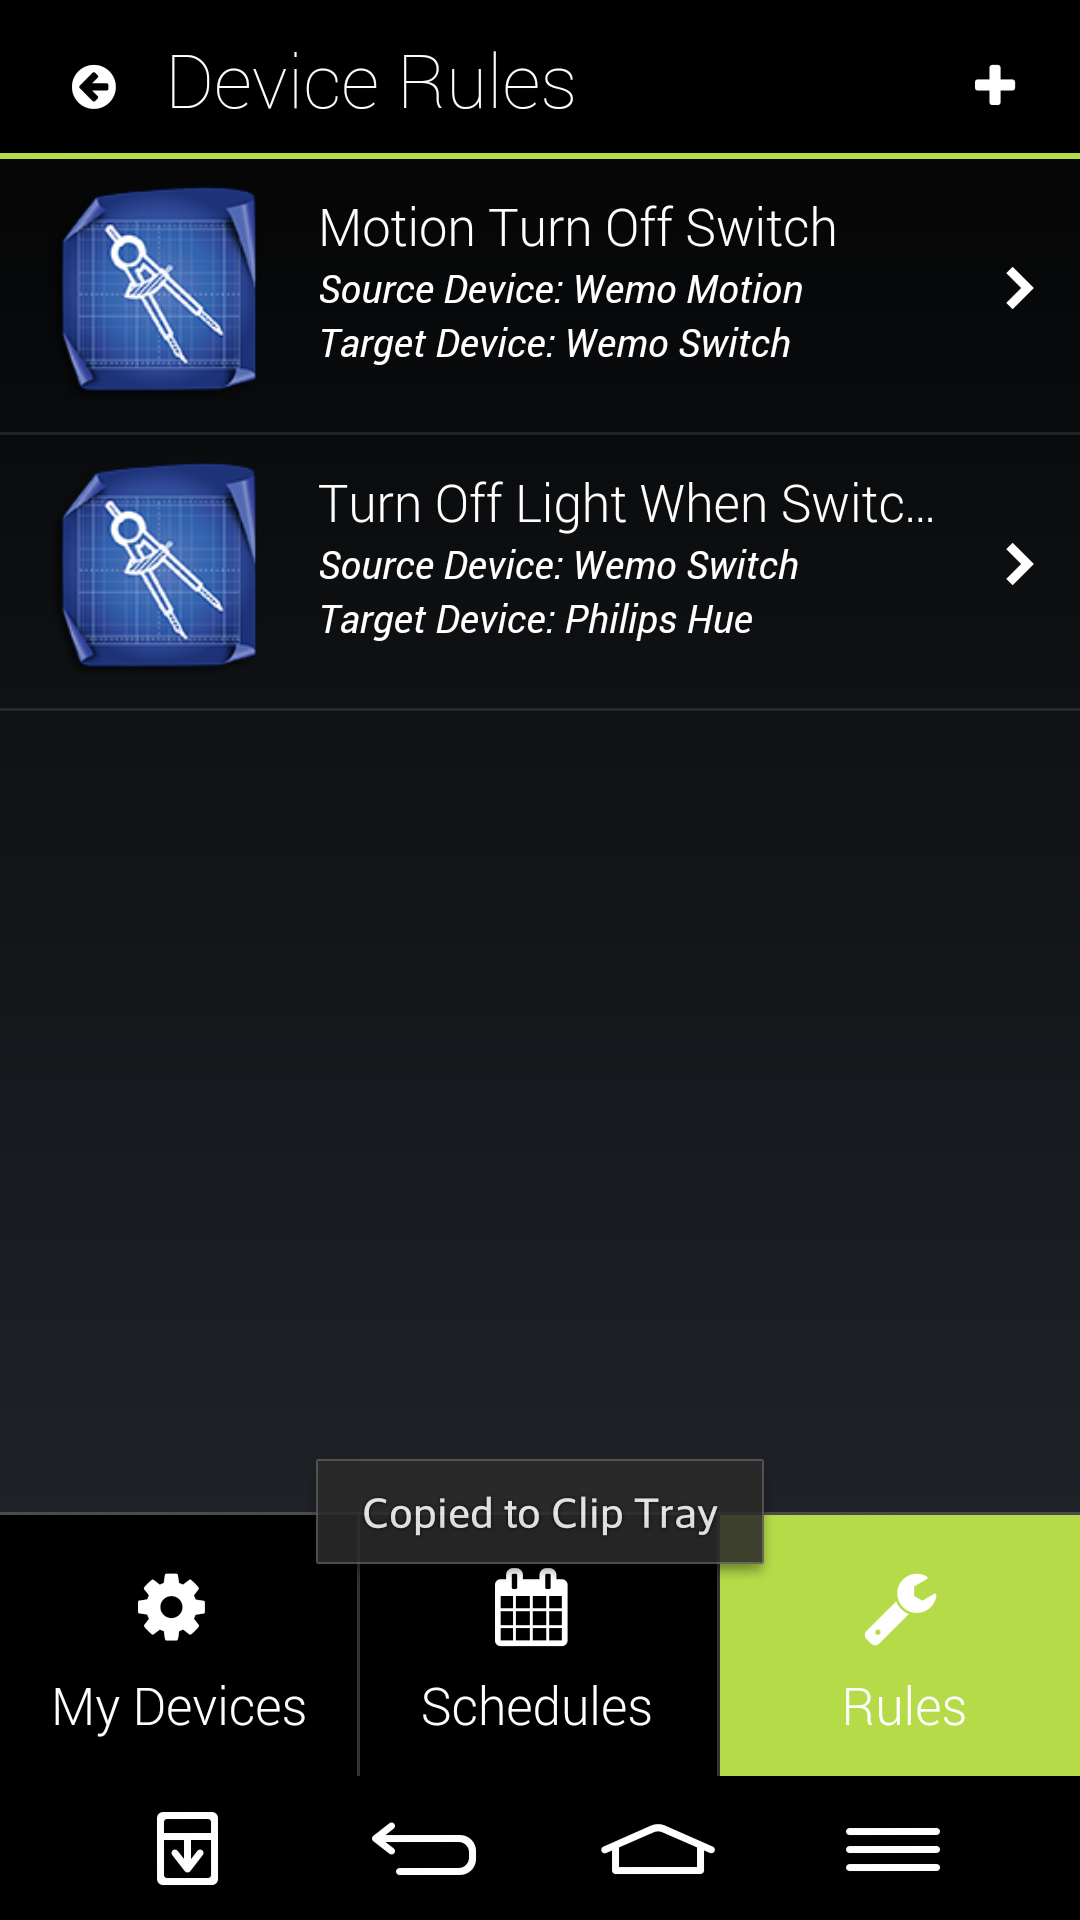 Device Rules
Motion Turn Off Switch
Source Device: Wemo Motion
Target Device: Wemo Switch
Turn Off Light When Switc...
Source Device: Wemo Switch
Target Device: Philips Hue
Copied to Clip Tray
My Devices
Schedules
Rules